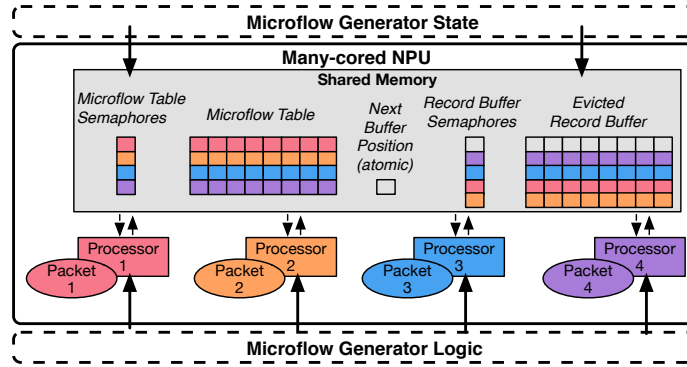 Microflow Generator State
Many-cored NPU
Shared Memory
Microflow Table
Semaphores
Microflow Table
Next
Buffer
Position
(atomic)
Record Buffer
Semaphores
Evicted
Record Buffer
Processor
1
Packet
1
Processor
2
Packet
2
Processor
3
Packet
3
Processor
4
Packet
4
Microflow Generator Logic